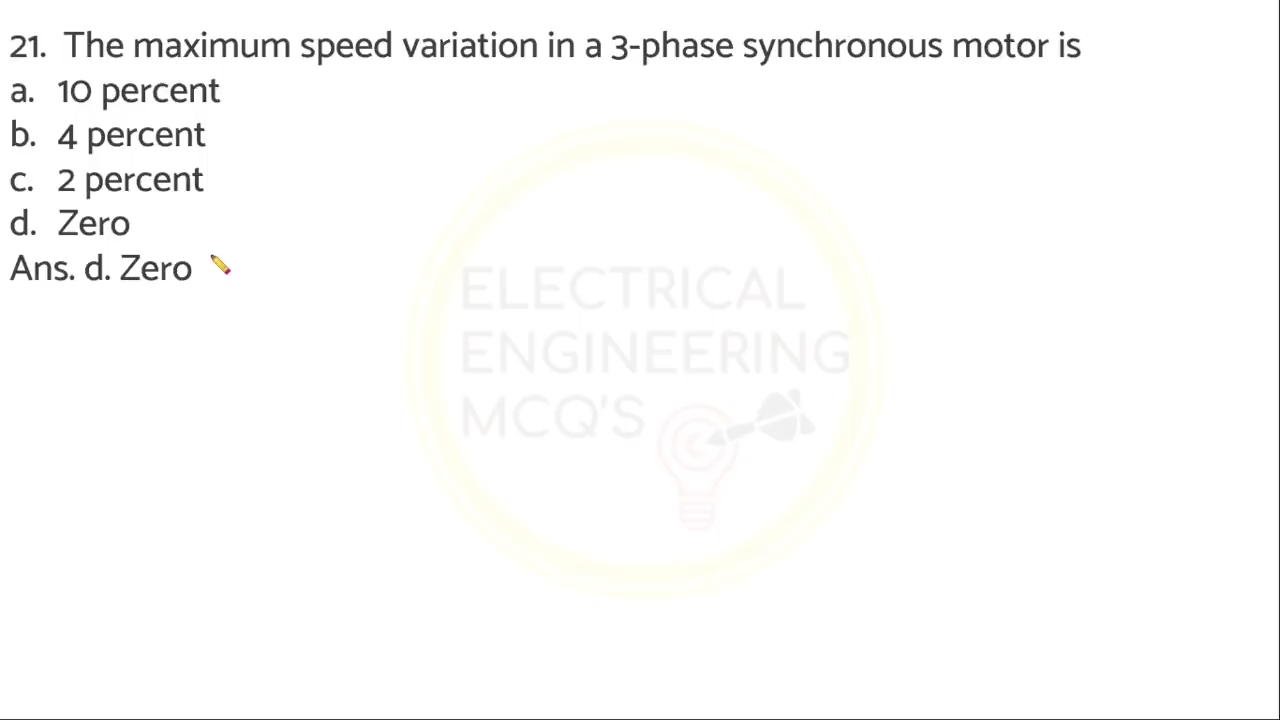 21. The maximum speed variation in a 3-phase synchronous motor is
a. 10 percent
b. 4 percent
c. 2 percent
d. Zero
Ans. d. Zero
ELECTRICAL
ENGINEERING
MCQ'S